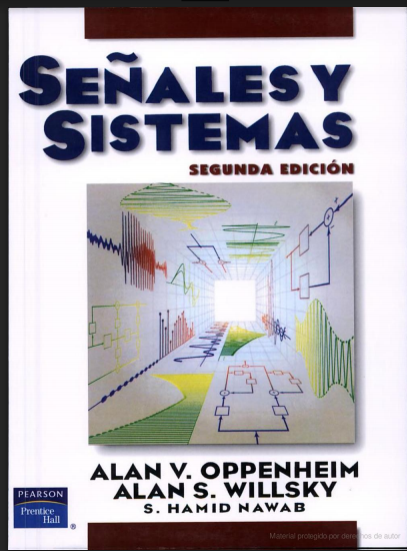 SEÑALES Y
SISTEMAS
SEGUNDA EDICIÓN
ALAN V. OPPENHEIM
ALAN S. WILLSKY
S. HAMID NAWAB
PEARSON
Prentice
Hall
®
Material protegido por derechos de autor